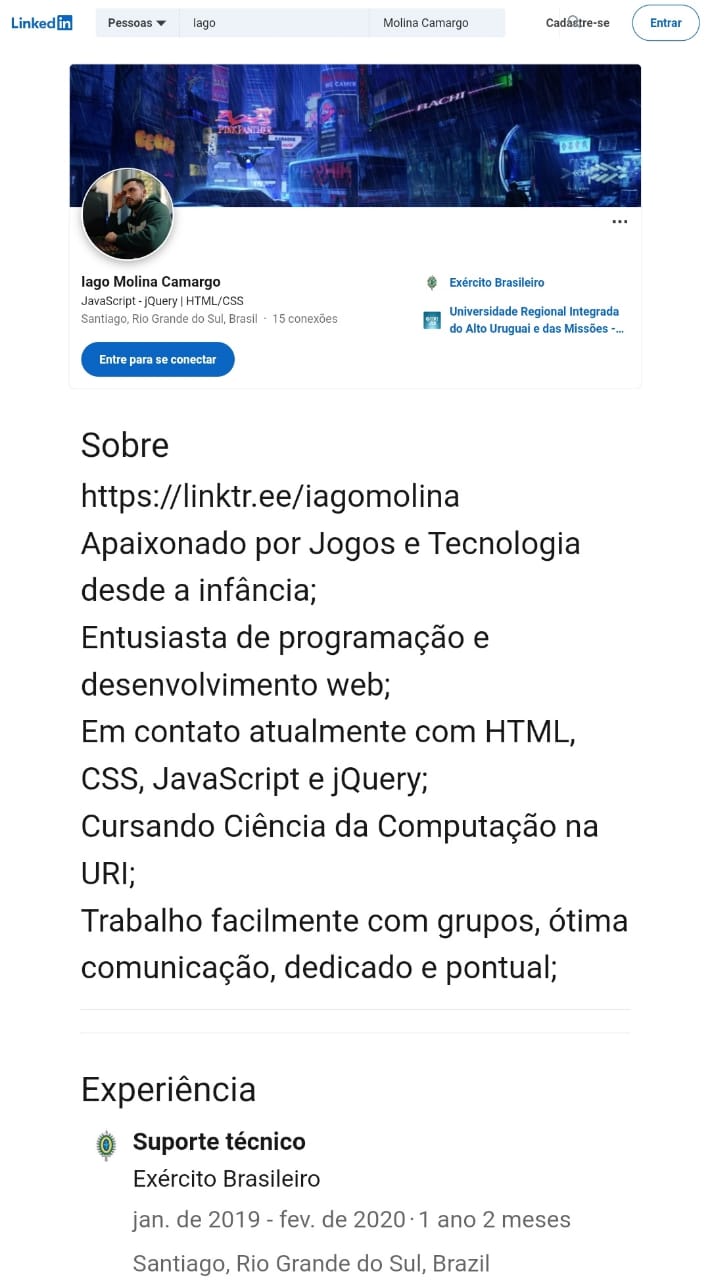 LinkedIn Pessoas Iago Molina Camargo Cadastre-se Entrar
PINK PANTHER
BACHI
Iago Molina Camargo
JavaScript - jQuery | HTML/CSS
Santiago, Rio Grande do Sul, Brasil · 15 conexões
Entre para se conectar
Exército Brasileiro
Universidade Regional Integrada
do Alto Uruguai e das Missões -...
Sobre
https://linktr.ee/iagomolina
Apaixonado por Jogos e Tecnologia
desde a infância;
Entusiasta de programação e
desenvolvimento web;
Em contato atualmente com HTML,
CSS, JavaScript e jQuery;
Cursando Ciência da Computação na
URI;
Trabalho facilmente com grupos, ótima
comunicação, dedicado e pontual;
Experiência
Suporte técnico
Exército Brasileiro
jan. de 2019 - fev. de 2020 · 1 ano 2 meses
Santiago, Rio Grande do Sul, Brazil